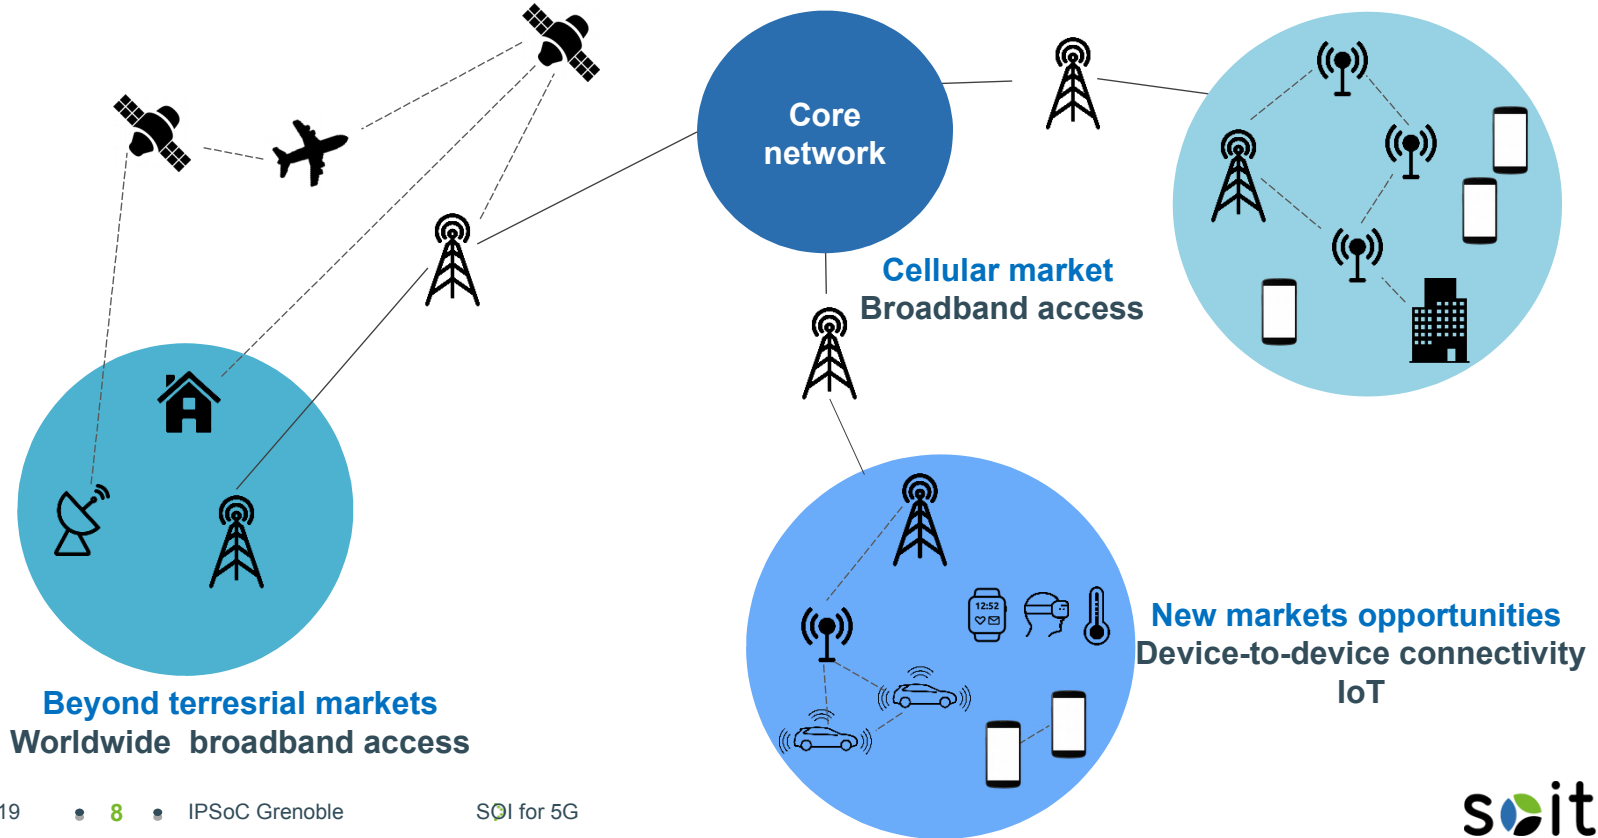 Core
network
Cellular market
Broadband access
12:52
New markets opportunities
Device-to-device connectivity
IoT
Beyond terresrial markets
Worldwide broadband access
19 • 8 • IPSoC Grenoble SOI for 5G
soit